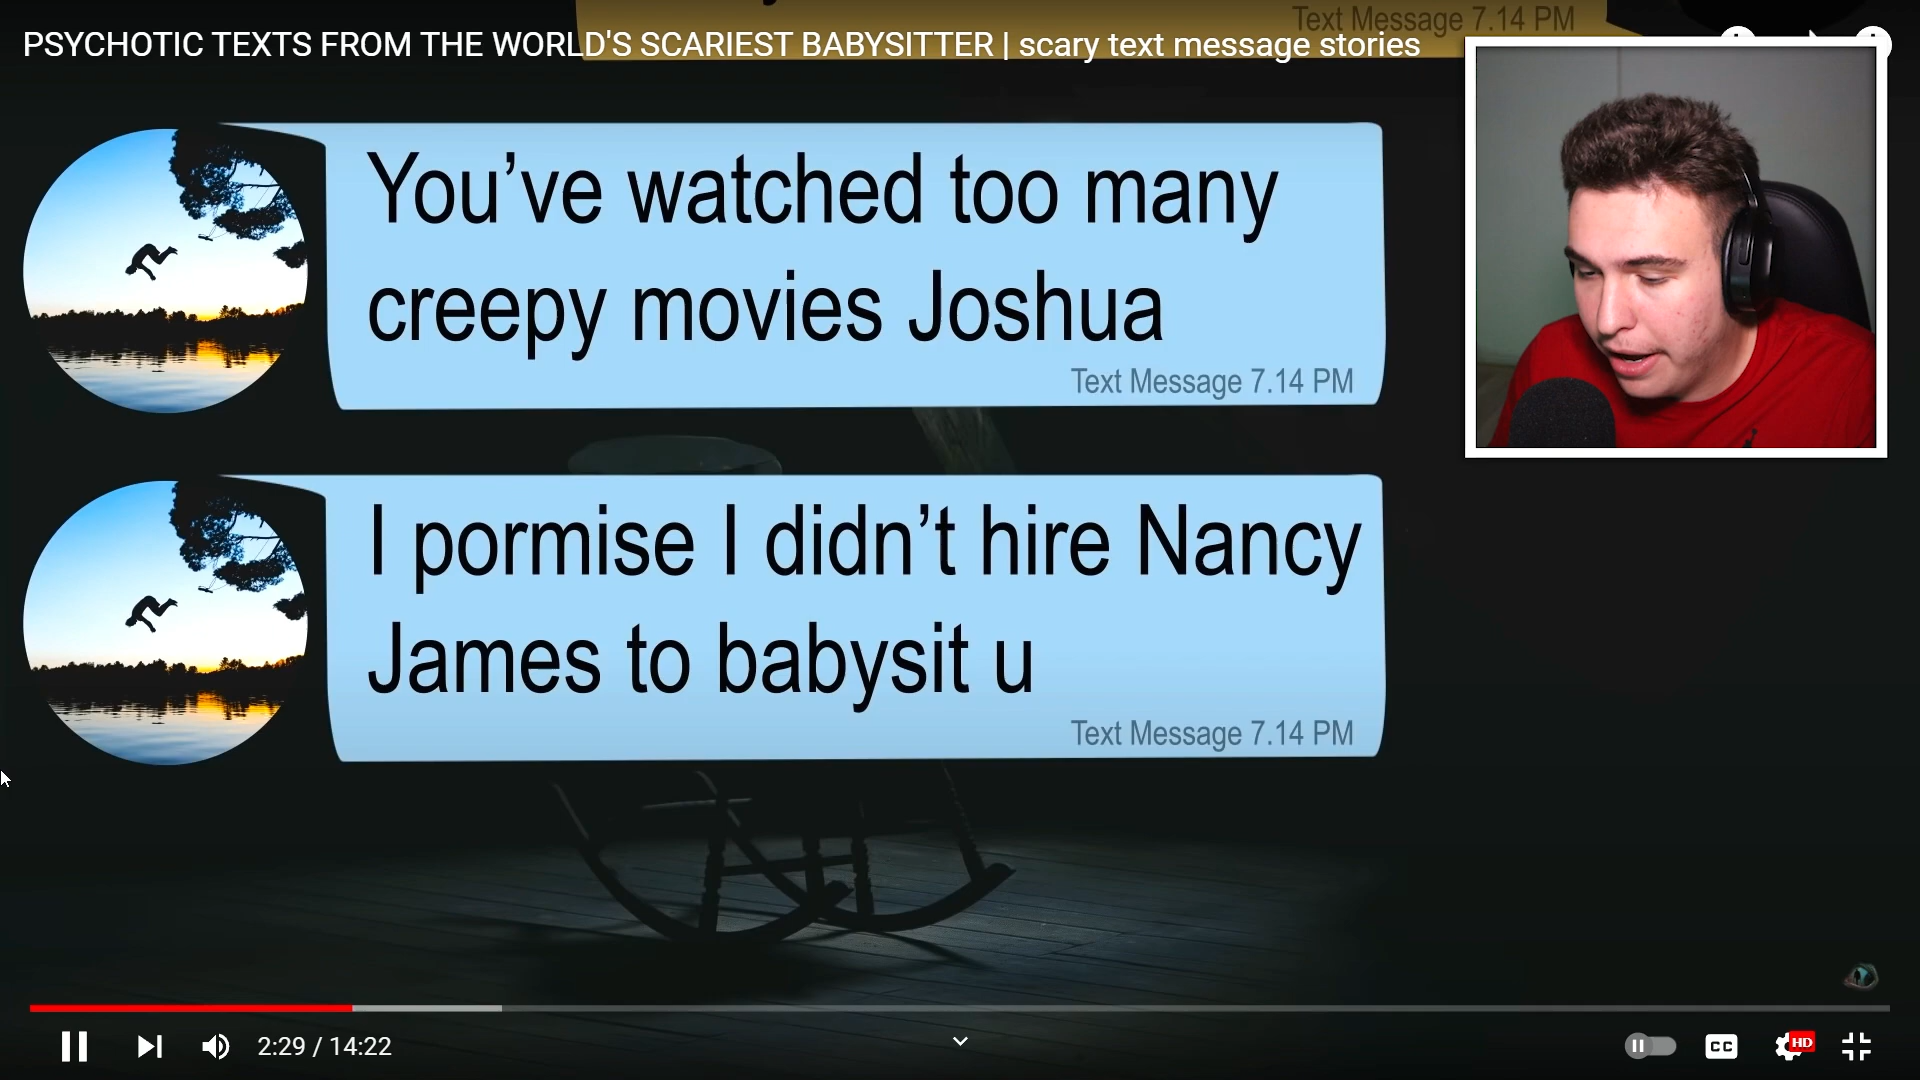 Text Message 7.14 PM
PSYCHOTIC TEXTS FROM THE WORLD'S SCARIEST BABYSITTER | scary text message stories
You’ve watched too many
creepy movies Joshua
Text Message 7.14 PM
I pormise I didn’t hire Nancy
James to babysit u
Text Message 7.14 PM
2:29 / 14:22
CC
HD